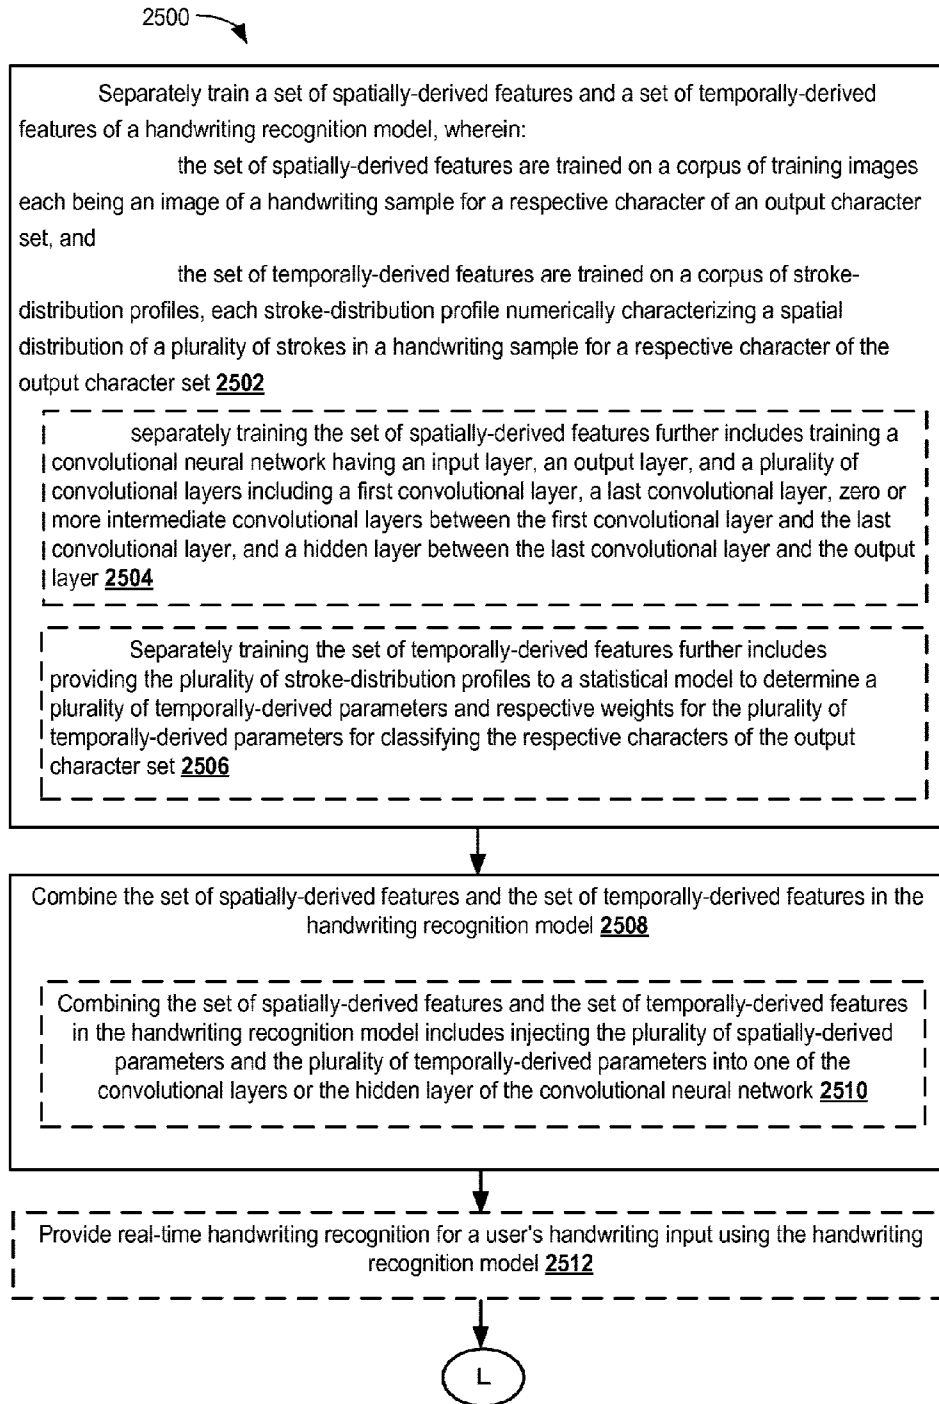 2500
Separately train a set of spatially-derived features and a set of temporally-derived
features of a handwriting recognition model, wherein:
the set of spatially-derived features are trained on a corpus of training images
each being an image of a handwriting sample for a respective character of an output character
set, and
the set of temporally-derived features are trained on a corpus of stroke-
distribution profiles, each stroke-distribution profile numerically characterizing a spatial
distribution of a plurality of strokes in a handwriting sample for a respective character of the
output character set 2502
separately training the set of spatially-derived features further includes training a
convolutional neural network having an input layer, an output layer, and a plurality of
convolutional layers including a first convolutional layer, a last convolutional layer, zero or
more intermediate convolutional layers between the first convolutional layer and the last
convolutional layer, and a hidden layer between the last convolutional layer and the output
layer 2504
Separately training the set of temporally-derived features further includes
providing the plurality of stroke-distribution profiles to a statistical model to determine a
plurality of temporally-derived parameters and respective weights for the plurality of
temporally-derived parameters for classifying the respective characters of the output
character set 2506
Combine the set of spatially-derived features and the set of temporally-derived features in the
handwriting recognition model 2508
Combining the set of spatially-derived features and the set of temporally-derived features
in the handwriting recognition model includes injecting the plurality of spatially-derived
parameters and the plurality of temporally-derived parameters into one of the
convolutional layers or the hidden layer of the convolutional neural network 2510
Provide real-time handwriting recognition for a user's handwriting input using the handwriting
recognition model 2512
L